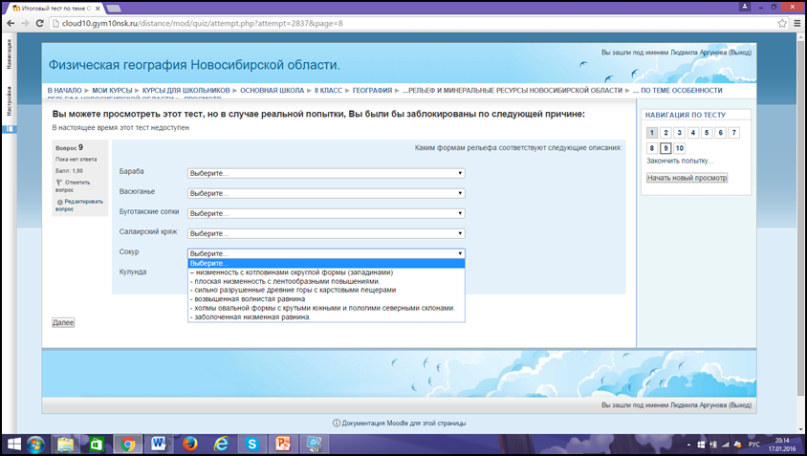 Итоговый тест по теме С
cloud10.gym10nsk.ru/distance/mod/quiz/attempt.php?attempt=2837&page=8
Навигация
Настройки
Вы зашли под именем Людмила Аргунова (Выход)
Физическая география Новосибирской области.
В НАЧАЛО ► МОИ КУРСЫ ► КУРСЫ ДЛЯ ШКОЛЬНИКОВ ► ОСНОВНАЯ ШКОЛА ► 8 КЛАСС ► ГЕОГРАФИЯ ► ...РЕЛЬЕФ И МИНЕРАЛЬНЫЕ РЕСУРСЫ НОВОСИБИРСКОЙ ОБЛАСТИ ► ... ПО ТЕМЕ ОСОБЕННОСТИ
РЕЛЬЕФА НОВОСИБИРСКОЙ ОБЛАСТИ ► ПРОСМОТР
Вы можете просмотреть этот тест, но в случае реальной попытки, Вы были бы заблокированы по следующей причине:
В настоящее время этот тест недоступен
Вопрос 9
Пока нет ответа
Балл: 1,00
Отметить
вопрос
Редактировать
вопрос
Каким формам рельефа соответствуют следующие описания:
Бараба Выберите...
Васюганье Выберите...
Буготакские сопки Выберите...
Салаирский кряж Выберите...
Сокур Выберите...
Кулунда
Выберите...
– низменность с котловинами округлой формы (западинами)
- плоская низменность с лентообразными повышениями.
- сильно разрушенные древние горы с карстовыми пещерами
- возвышенная волнистая равнина
- холмы овальной формы с крутыми южными и пологими северными склонами.
- заболоченная низменная равнина.
Далее
НАВИГАЦИЯ ПО ТЕСТУ
1 2 3 4 5 6 7
8 9 10
Закончить попытку...
Начать новый просмотр
Вы зашли под именем Людмила Аргунова (Выход)
Документация Moodle для этой страницы
РУС
20:14
17.01.2016